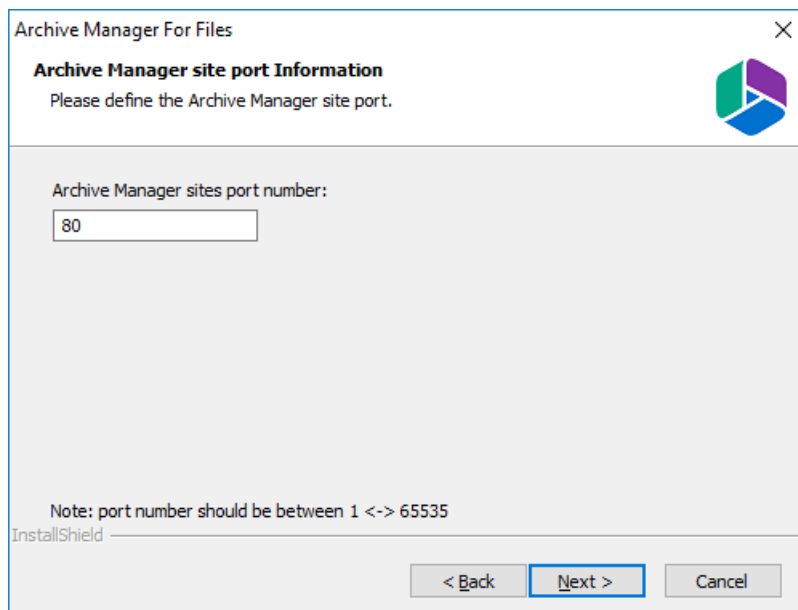 Archive Manager For Files
Archive Manager site port Information
Please define the Archive Manager site port.
Archive Manager sites port number:
80
Note: port number should be between 1 <-> 65535
InstallShield
< Back
Next >
Cancel